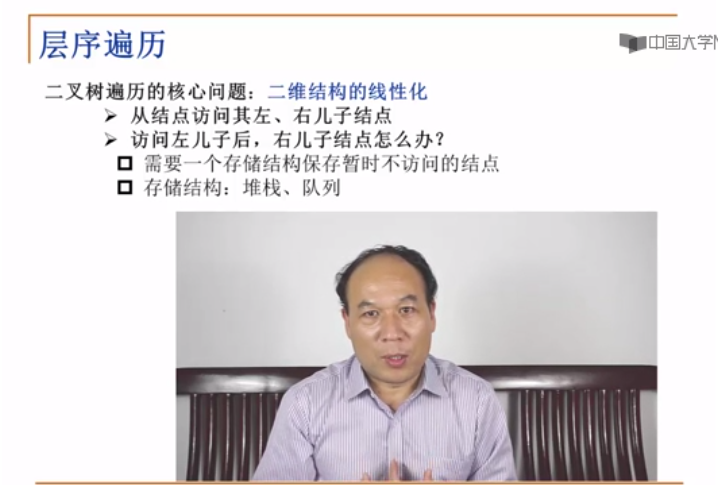 层序遍历
中国大学M
二叉树遍历的核心问题：二维结构的线性化
➢ 从结点访问其左、右儿子结点
➢ 访问左儿子后，右儿子结点怎么办？
需要一个存储结构保存暂时不访问的结点
存储结构：堆栈、队列